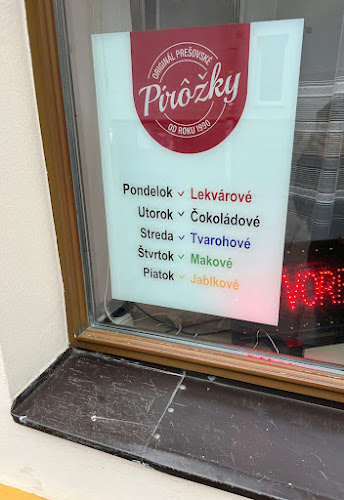 ORIGINÁL PREŠOVSKÉ
Pirôžky
OD ROKU 1990
Pondelok ✓ Lekvárové
Utorok ✓ Čokoládové
Streda ✓ Tvarohové
Štvrtok ✓ Makové
Piatok ✓ Jablkové